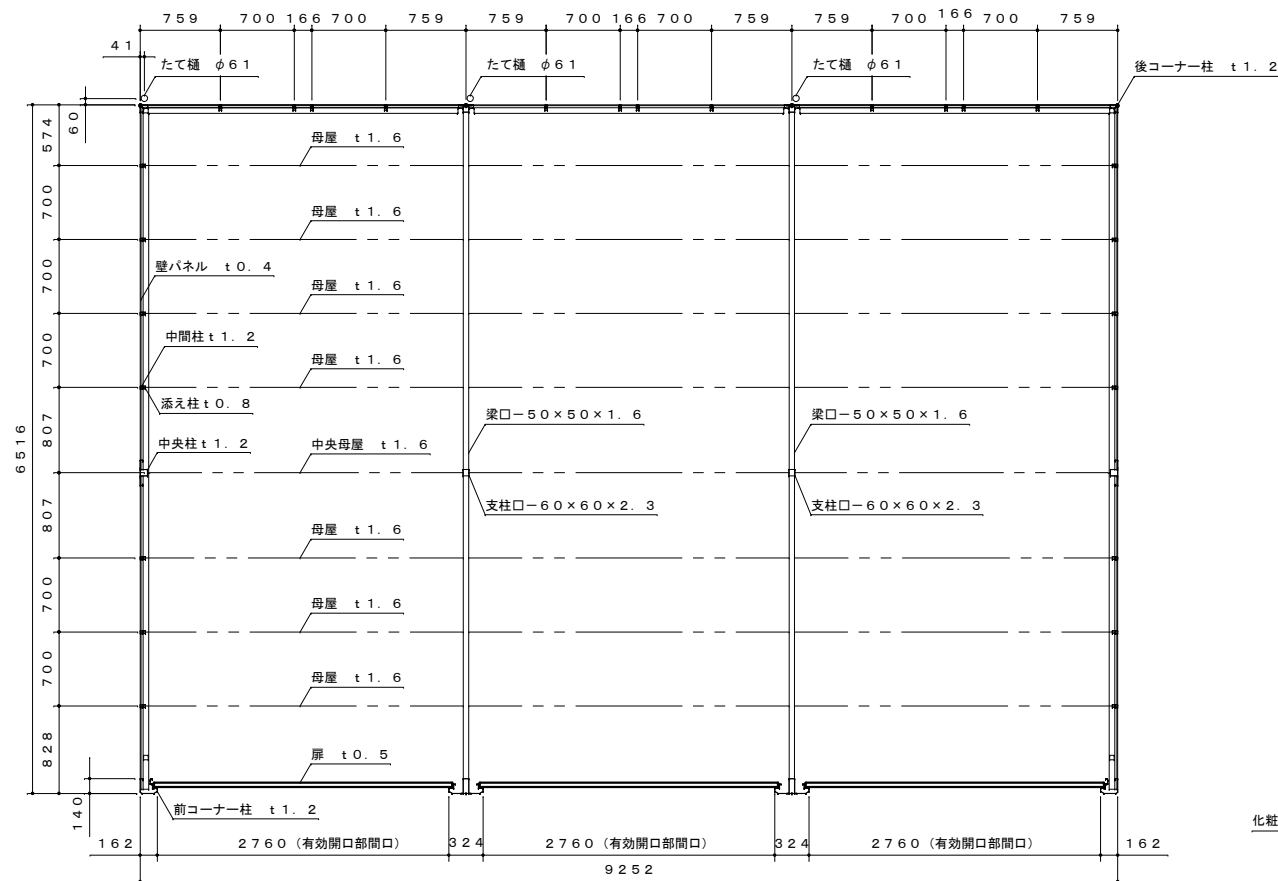 759 700 166 700 759 700 166 700 759 759 700 166 700 759
41
たて樋 φ61 たて樋 φ61 たて樋 φ61 後コーナー柱 t1.2
60
574
母屋 t1.6
700
母屋 t1.6
700
壁パネル t0.4
母屋 t1.6
700
中間柱t1.2
母屋 t1.6
添え柱t0.8
807
梁口-50×50×1.6 梁口-50×50×1.6
6516
中央柱t1.2 中央母屋 t1.6
支柱口-60×60×2.3 支柱口-60×60×2.3
807
母屋 t1.6
700
母屋 t1.6
700
母屋 t1.6
828
扉 t0.5
140
前コーナー柱 t1.2
化粧
162 2760(有効開口部間口) 324 2760(有効開口部間口) 324 2760(有効開口部間口) 162
9252